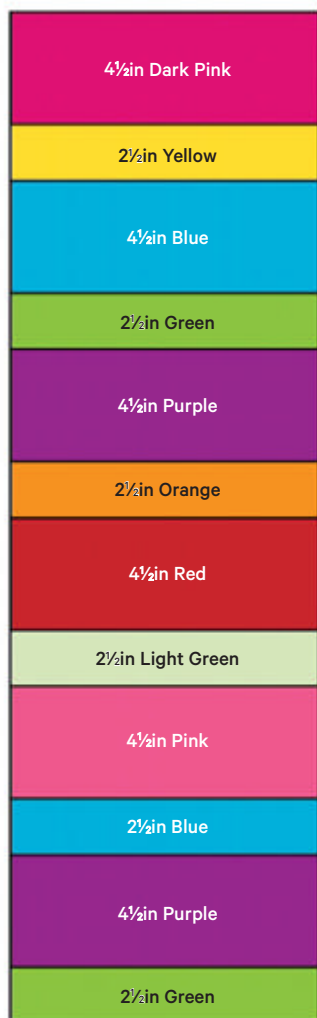 4½in Dark Pink
2½in Yellow
4½in Blue
2½in Green
4½in Purple
2½in Orange
4½in Red
2½in Light Green
4½in Pink
2½in Blue
4½in Purple
2½in Green